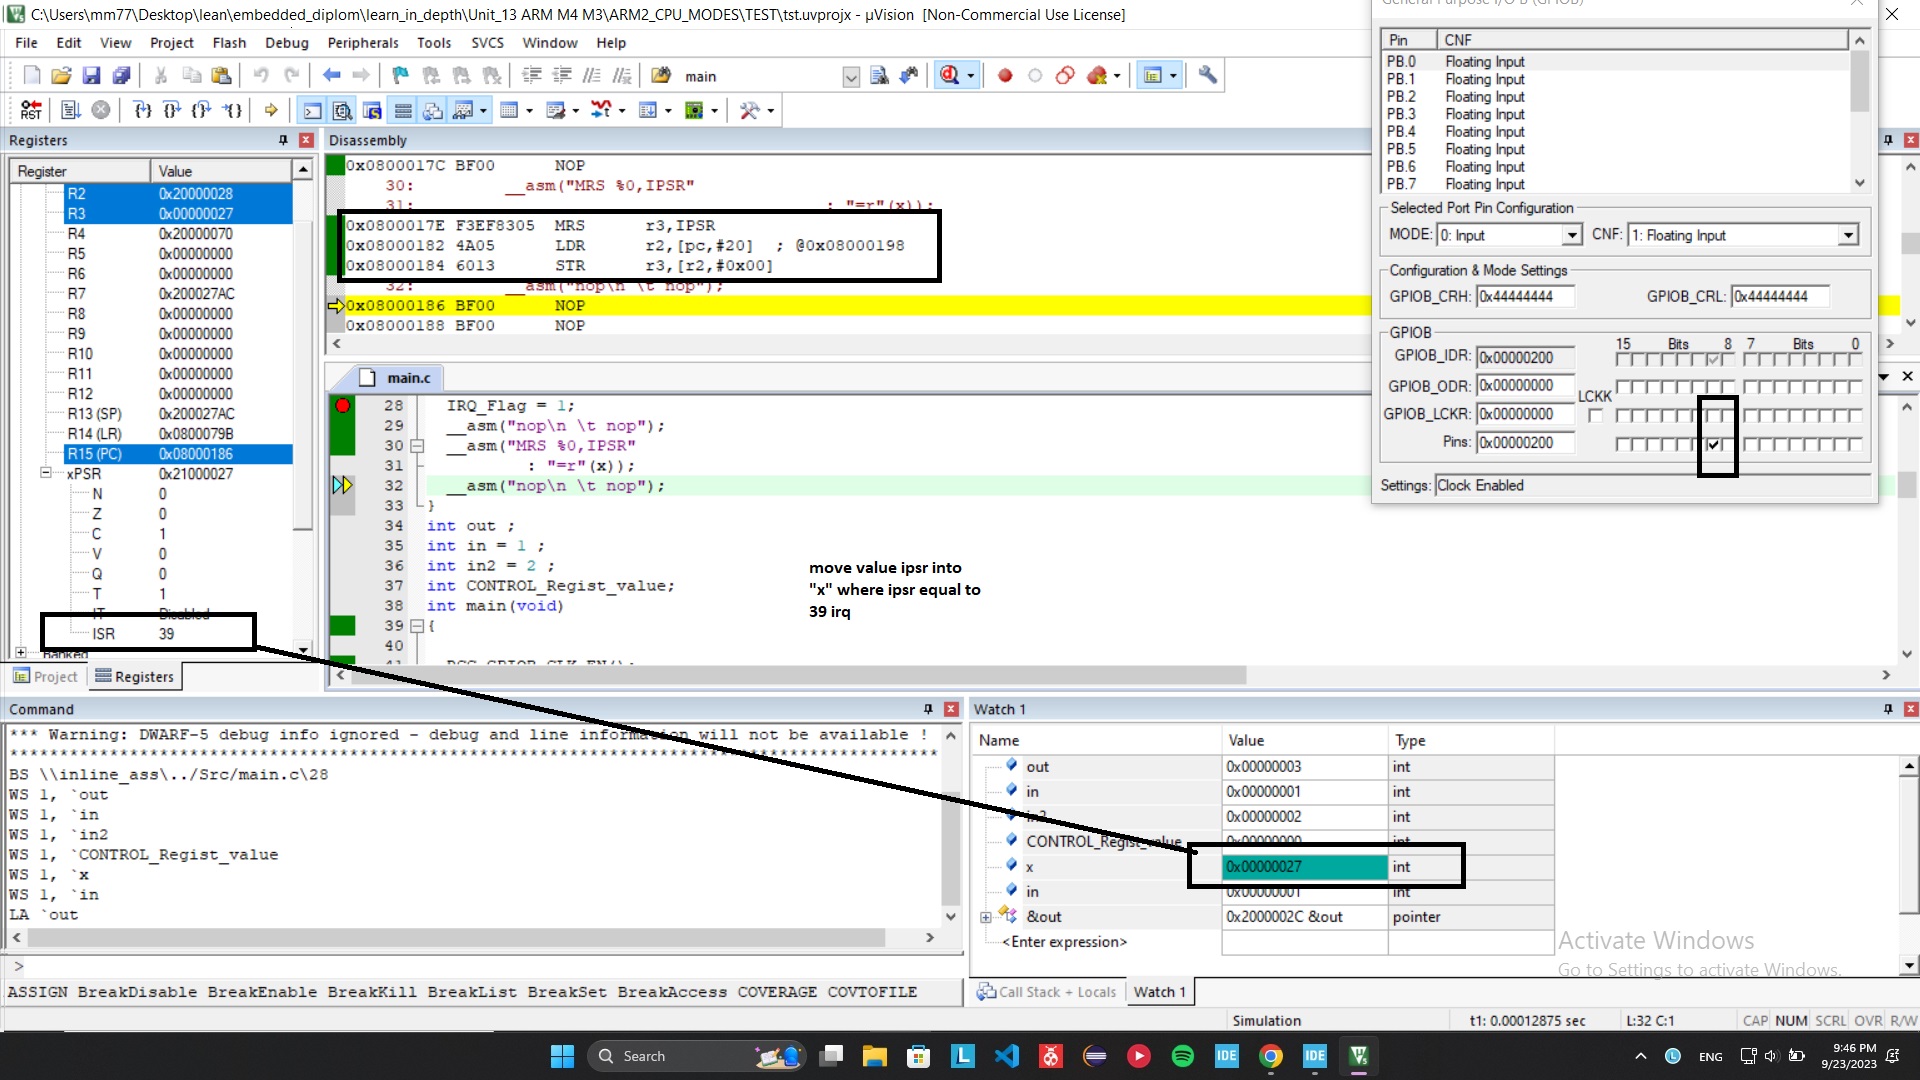 C:\Users\mm77\Desktop\lean\embedded_diplom\learn_in_depth\Unit_13 ARM M4 M3\ARM2_CPU_MODES\TEST\tst.uvprojx - µVision [Non-Commercial Use License]
File Edit View Project Flash Debug Peripherals Tools SVCS Window Help
main
RST
Registers
Register Value
R2 0x20000028
R3 0x00000027
R4 0x20000070
R5 0x00000000
R6 0x00000000
R7 0x200027AC
R8 0x00000000
R9 0x00000000
R10 0x00000000
R11 0x00000000
R12 0x00000000
R13 (SP) 0x200027AC
R14 (LR) 0x0800079B
R15 (PC) 0x08000186
xPSR 0x21000027
N 0
Z 0
C 1
V 0
Q 0
T 1
IT Disabled
ISR 39
Banked
Project Registers
Disassembly
0x0800017C BF00 NOP
30: __asm("MRS %0,IPSR"
31: : "=r"(x));
0x0800017E F3EF8305 MRS r3,IPSR
0x08000182 4A05 LDR r2,[pc,#20] ; @0x08000198
0x08000184 6013 STR r3,[r2,#0x00]
32: __asm("nop\n \t nop");
0x08000186 BF00 NOP
0x08000188 BF00 NOP
main.c
28 IRQ_Flag = 1;
29 __asm("nop\n \t nop");
30 __asm("MRS %0,IPSR"
31 : "=r"(x));
32 __asm("nop\n \t nop");
33 }
34 int out ;
35 int in = 1 ;
36 int in2 = 2 ;
37 int CONTROL_Regist_value;
38 int main(void)
39 {
40
41 RCC_GPIOB_CLK_EN();
move value ipsr into
"x" where ipsr equal to
39 irq
General Purpose I/O B (GPIOB)
Pin CNF
PB.0 Floating Input
PB.1 Floating Input
PB.2 Floating Input
PB.3 Floating Input
PB.4 Floating Input
PB.5 Floating Input
PB.6 Floating Input
PB.7 Floating Input
Selected Port Pin Configuration
MODE: 0: Input CNF: 1: Floating Input
Configuration & Mode Settings
GPIOB_CRH: 0x44444444 GPIOB_CRL: 0x44444444
GPIOB
15 Bits 8 7 Bits 0
GPIOB_IDR: 0x00000200
GPIOB_ODR: 0x00000000
LCKK
GPIOB_LCKR: 0x00000000
Pins: 0x00000200
Settings: Clock Enabled
Command
*** Warning: DWARF-5 debug info ignored - debug and line information will not be available !
BS \\inline_ass\../Src/main.c\28
WS 1, `out
WS 1, `in
WS 1, `in2
WS 1, `CONTROL_Regist_value
WS 1, `x
WS 1, `in
LA `out
>
ASSIGN BreakDisable BreakEnable BreakKill BreakList BreakSet BreakAccess COVERAGE COVTOFILE
Watch 1
Name Value Type
out 0x00000003 int
in 0x00000001 int
in2 0x00000002 int
CONTROL_Regist_value 0x00000000 int
x 0x00000027 int
in 0x00000001 int
&out 0x2000002C &out pointer
<Enter expression>
Call Stack + Locals Watch 1
Activate Windows
Go to Settings to activate Windows.
Simulation t1: 0.00012875 sec L:32 C:1 CAP NUM SCRL OVR R/W
Search
L
IDE
IDE
L
ENG
9:46 PM
9/23/2023